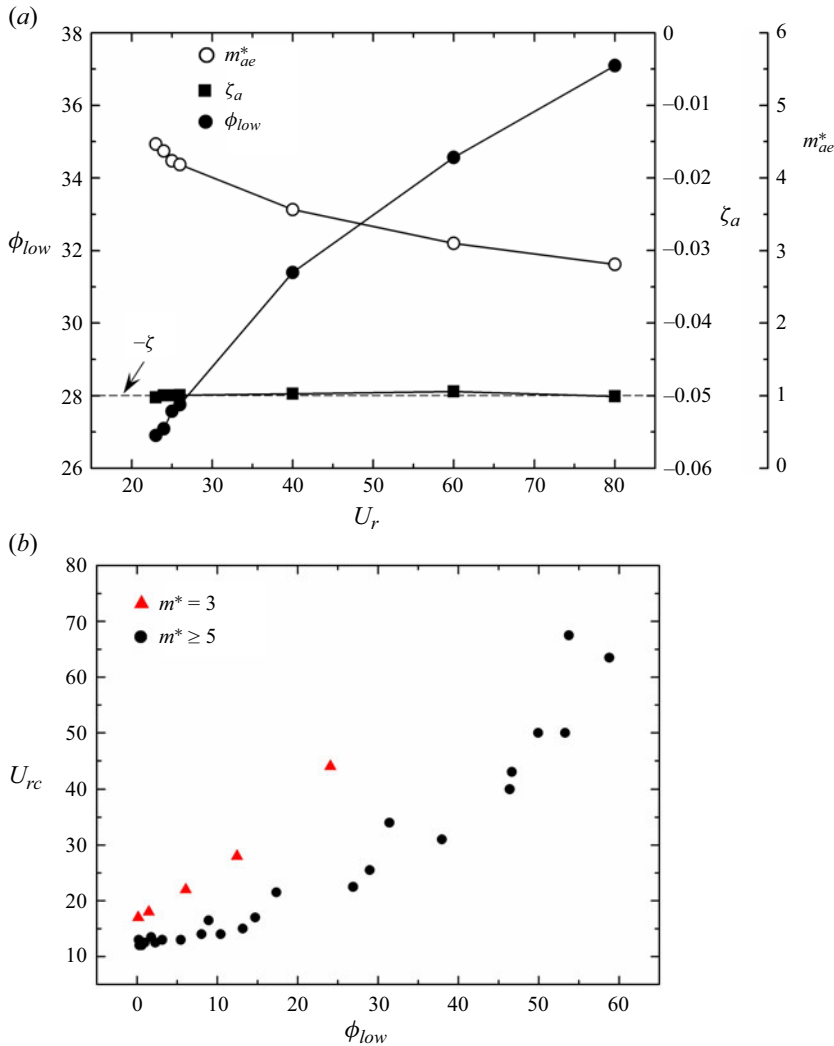 (a)
38
36
34
32
30
28
26
ϕlow
m*ae
ζa
ϕlow
−ζ
20 30 40 50 60 70 80
Ur
0
−0.01
−0.02
−0.03
−0.04
−0.05
−0.06
ζa
6
5
4
3
2
1
0
m*ae
(b)
80
70
60
50
40
30
20
10
Urc
m* = 3
m* ≥ 5
0 10 20 30 40 50 60
ϕlow